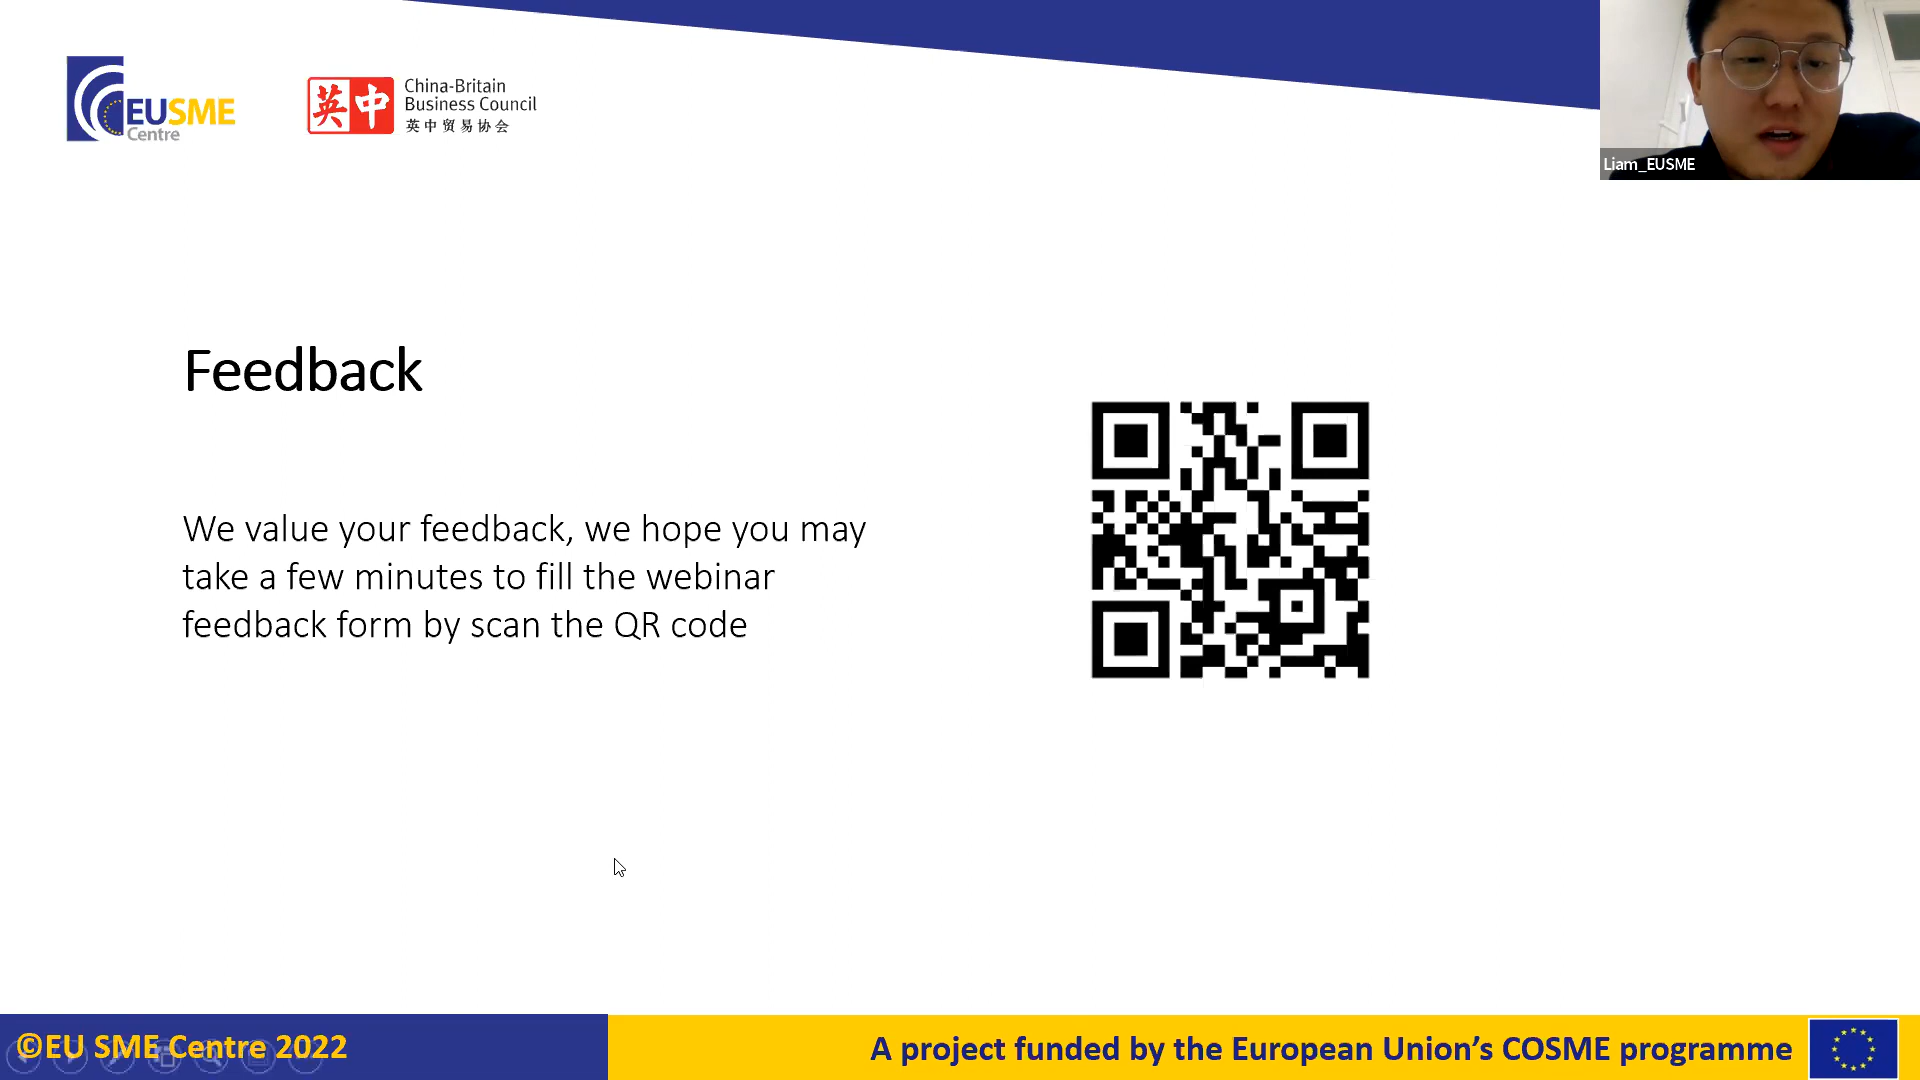 EUSME
Centre
英中
China-Britain
Business Council
英中贸易协会
Liam_EUSME
Feedback
We value your feedback, we hope you may
take a few minutes to fill the webinar
feedback form by scan the QR code
©EU SME Centre 2022
A project funded by the European Union’s COSME programme